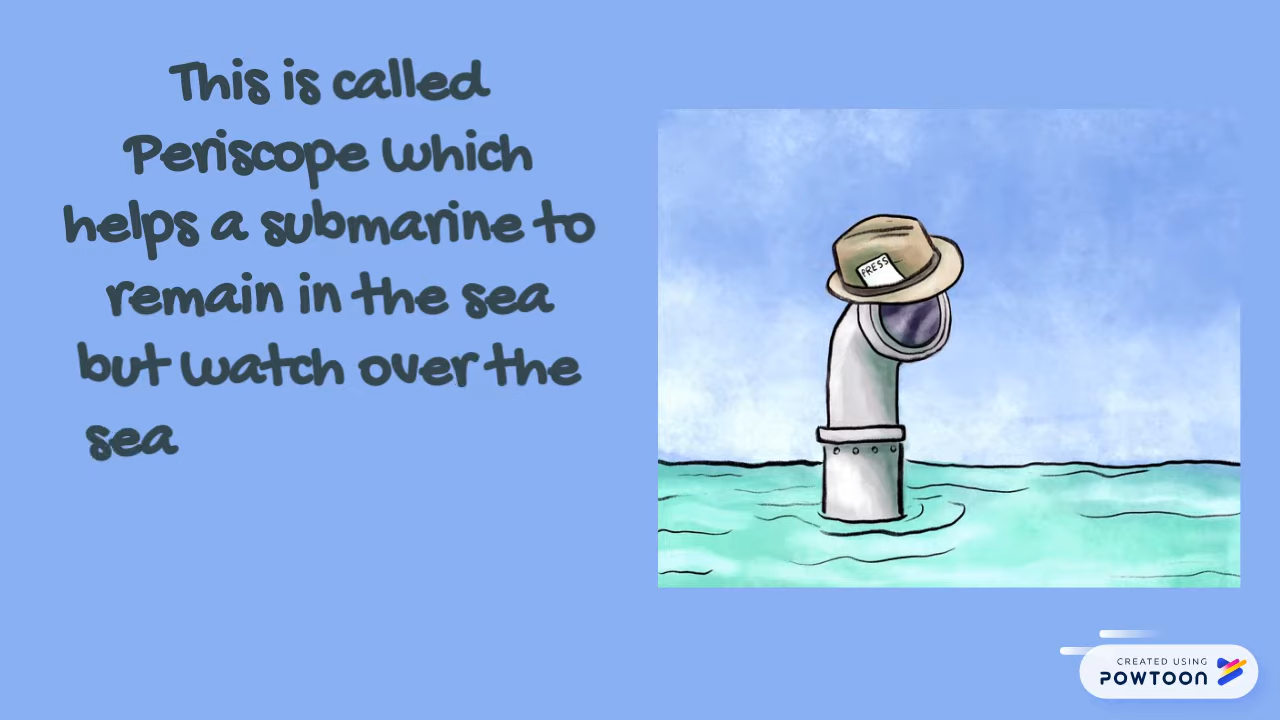 This is called
Periscope which
helps a submarine to
remain in the sea
but watch over the
sea
PRESS
CREATED USING
POWTOON